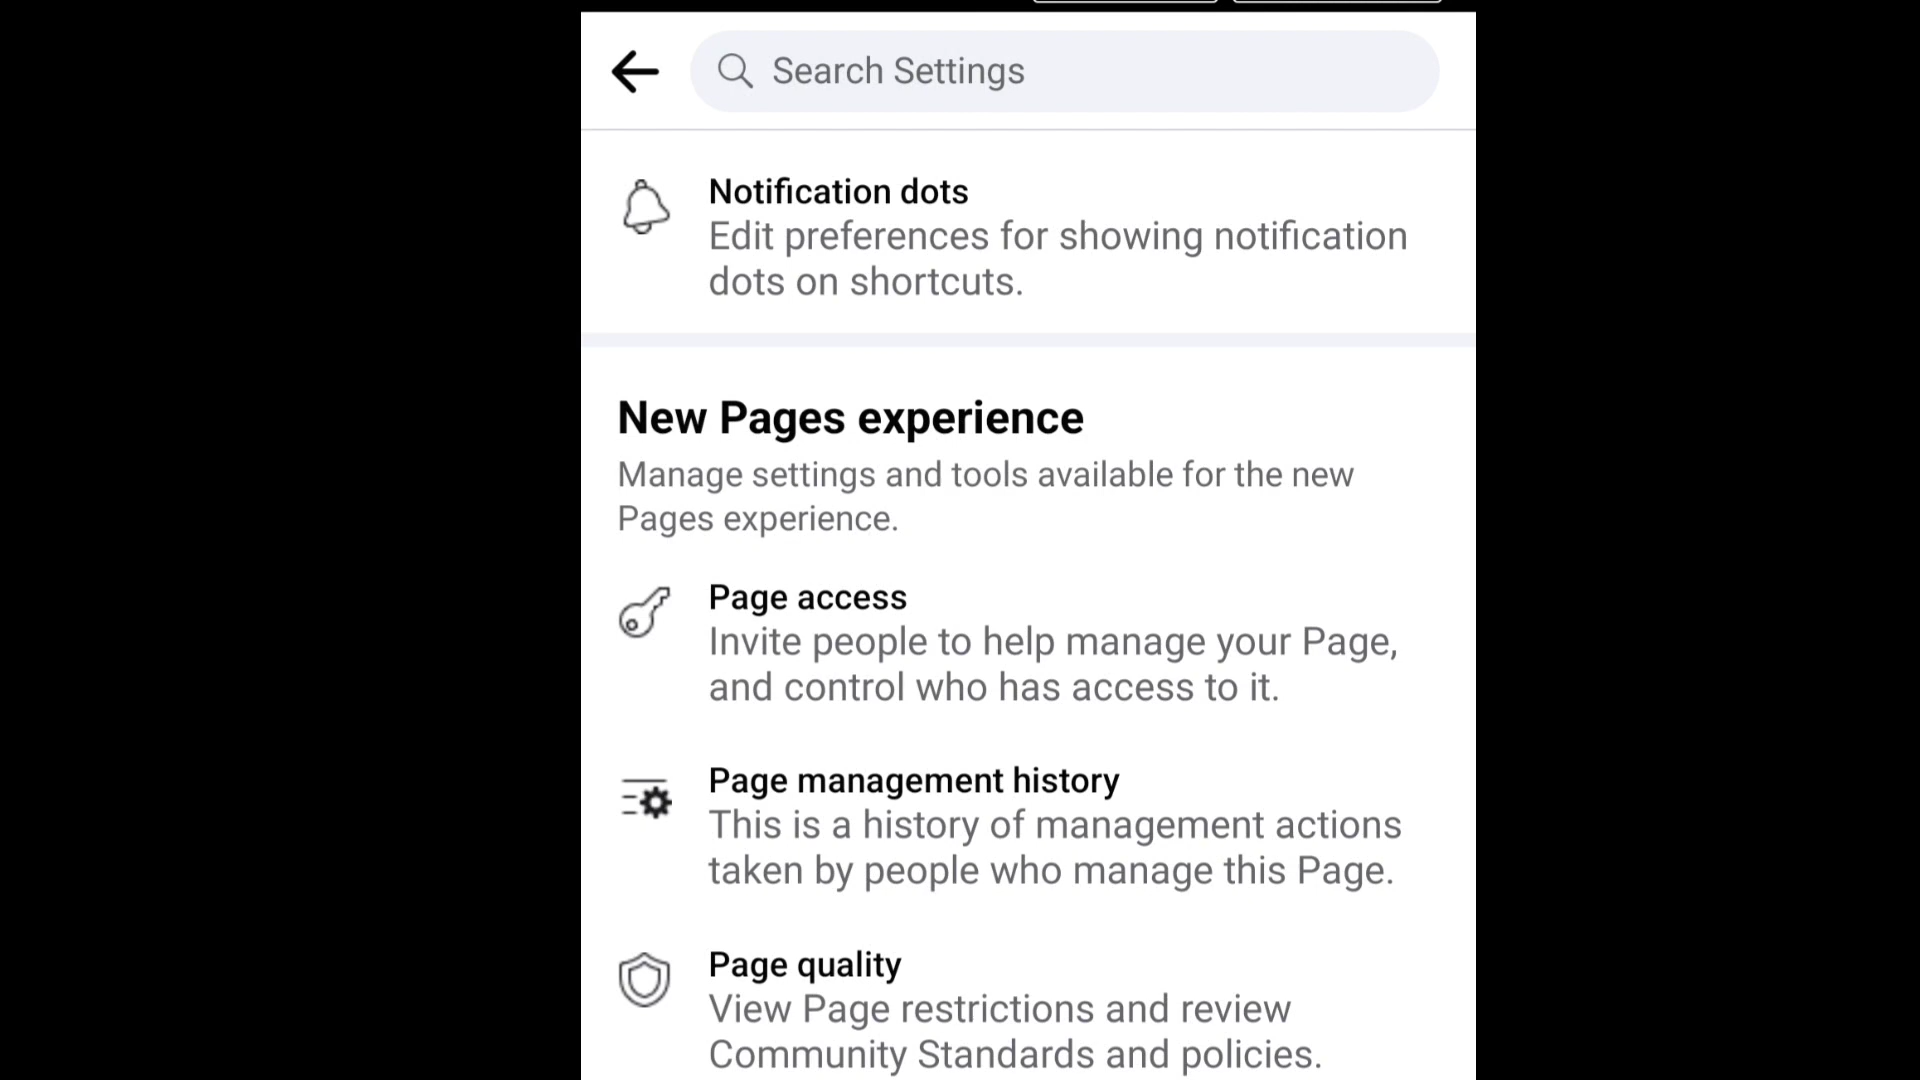 Search Settings
Notification dots
Edit preferences for showing notification
dots on shortcuts.
New Pages experience
Manage settings and tools available for the new
Pages experience.
Page access
Invite people to help manage your Page,
and control who has access to it.
Page management history
This is a history of management actions
taken by people who manage this Page.
Page quality
View Page restrictions and review
Community Standards and policies.